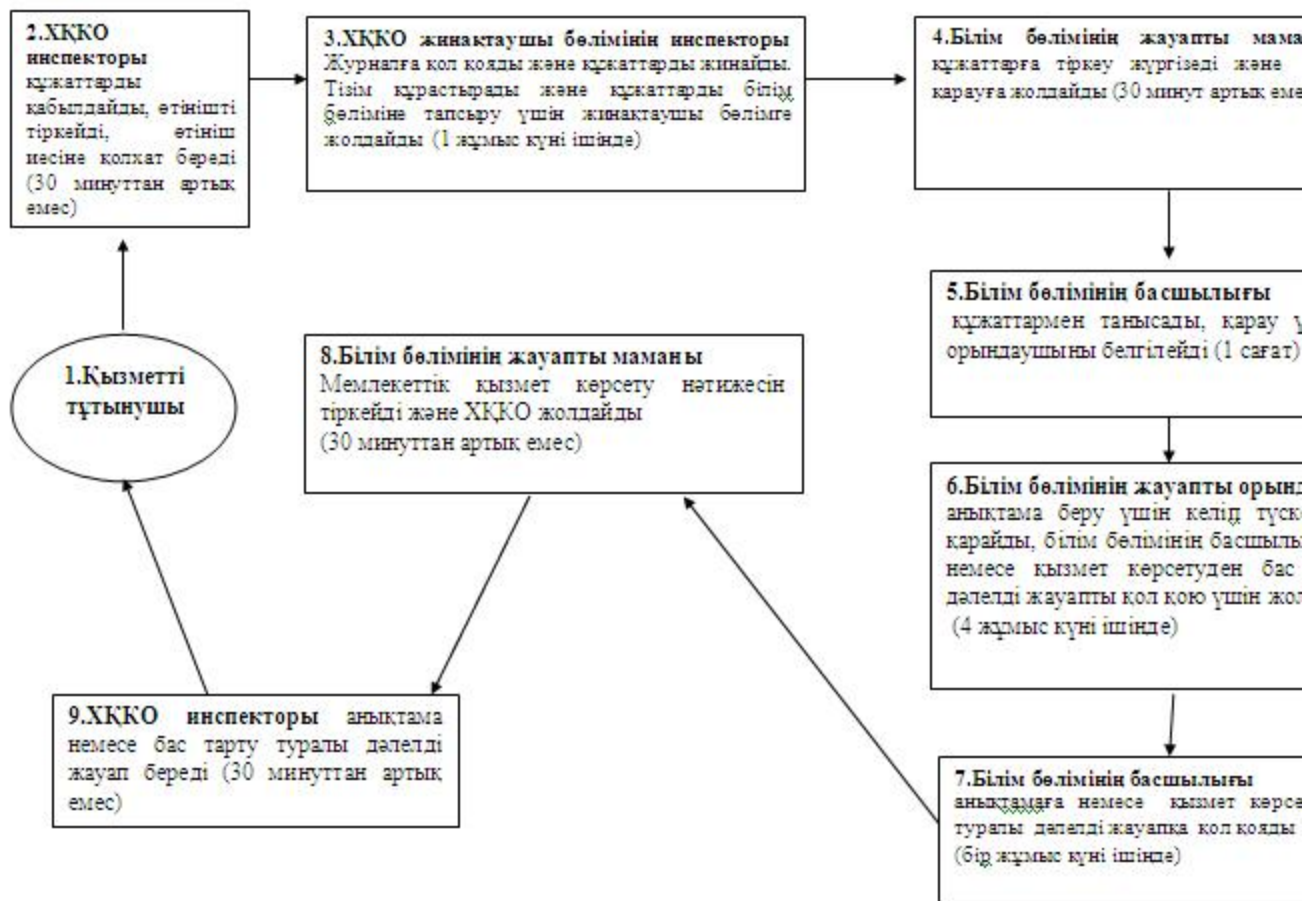 2.ХҚКО
инспекторы
құжаттарды
қабылдайды, өтінішті
тіркейді, өтініш
иесіне қолхат береді
(30 минуттан артық
емес)
3.ХҚКО жинақтаушы бөлімінің инспекторы
Журналға қол қояды және құжаттарды жинайды.
Тізім құрастырады және құжаттарды білім
бөліміне тапсыру үшін жинақтаушы бөлімге
жолдайды (1 жұмыс күні ішінде)
4.Білім бөлімінің жауапты
құжаттарға тіркеу жүргізеді және
қарауға жолдайды (30 минут артық
5.Білім бөлімінің басшылығы
құжаттармен танысады, қарау
орындаушыны белгілейді (1 сағат)
6.Білім бөлімінің жауапты
анықтама беру үшін келіп
қарайды, білім бөлімінің
немесе қызмет көрсетуден бас
дәлелді жауапты қол қою үшін
(4 жұмыс күні ішінде)
7.Білім бөлімінің басшылығы
анықтамаға немесе қызмет
туралы дәлелді жауапқа қол қояды
(бір жұмыс күні ішінде)
8.Білім бөлімінің жауапты маманы
Мемлекеттік қызмет көрсету нәтижесін
тіркейді және ХҚКО жолдайды
(30 минуттан артық емес)
9.ХҚКО инспекторы анықтама
немесе бас тарту туралы дәлелді
жауап береді (30 минуттан артық
емес)
1.Қызметті
тұтынушы